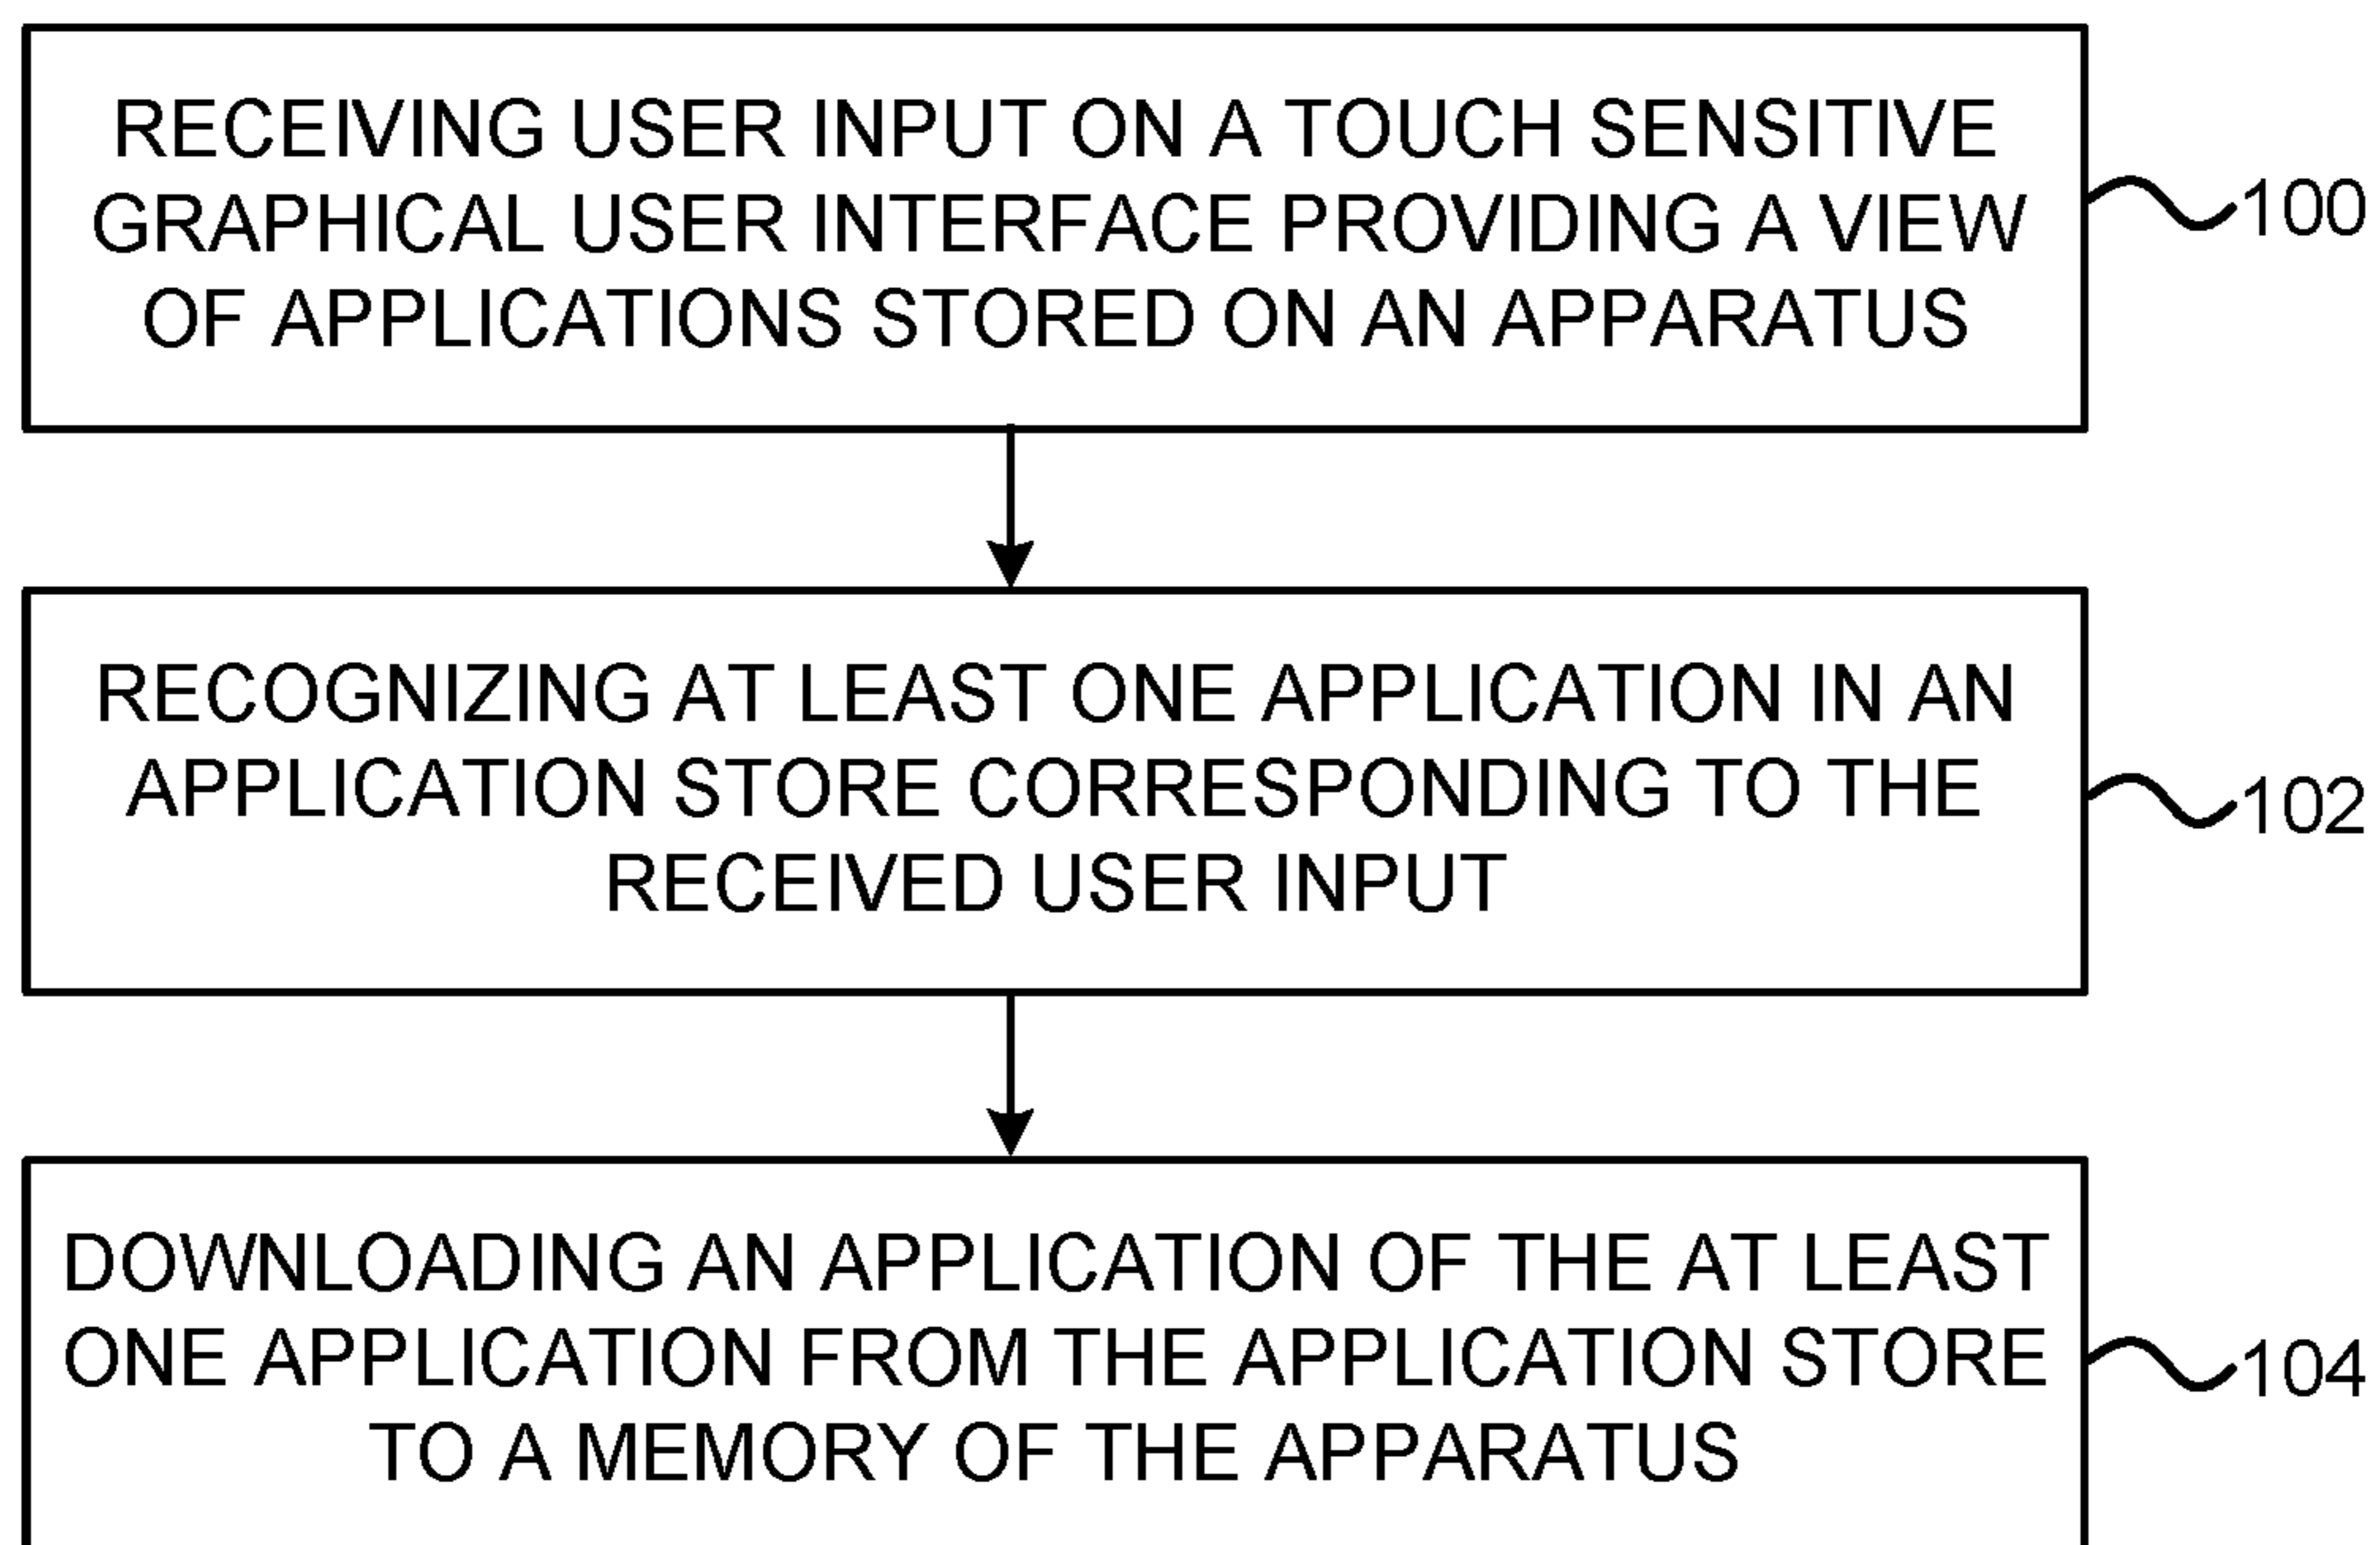 RECEIVING USER INPUT ON A TOUCH SENSITIVE
GRAPHICAL USER INTERFACE PROVIDING A VIEW
OF APPLICATIONS STORED ON AN APPARATUS
100
RECOGNIZING AT LEAST ONE APPLICATION IN AN
APPLICATION STORE CORRESPONDING TO THE
RECEIVED USER INPUT
102
DOWNLOADING AN APPLICATION OF THE AT LEAST
ONE APPLICATION FROM THE APPLICATION STORE
TO A MEMORY OF THE APPARATUS
104